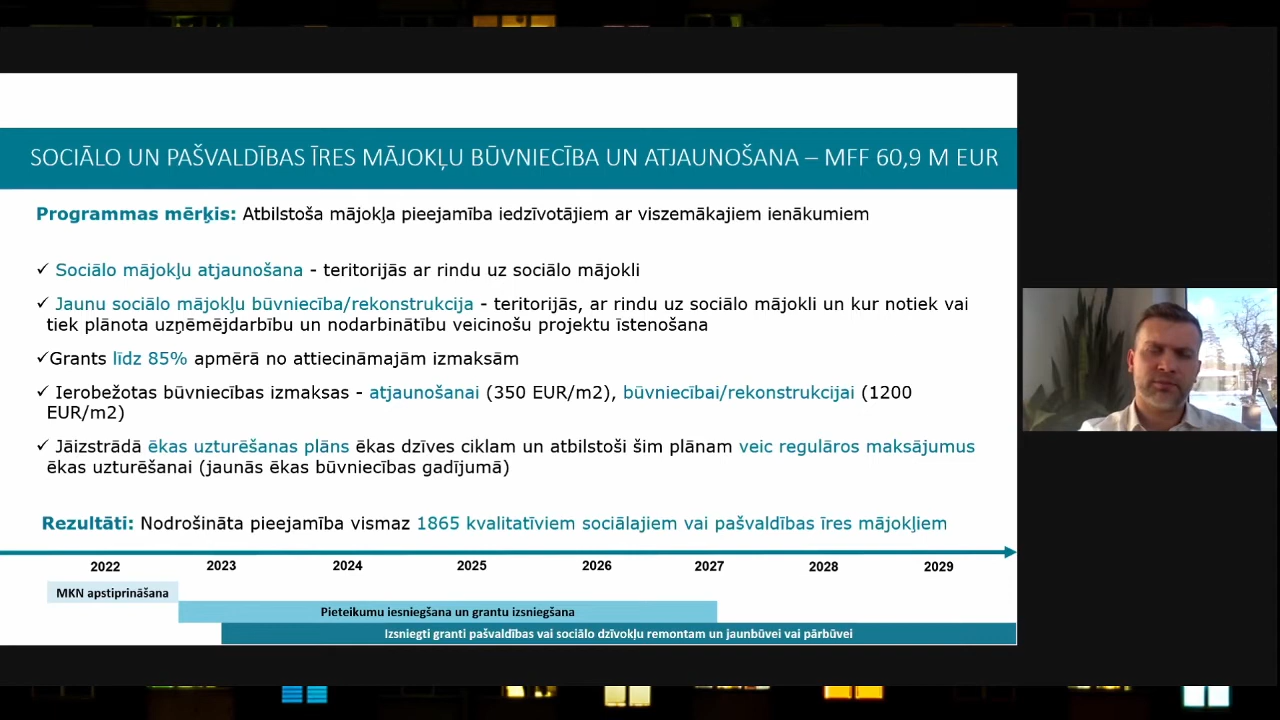 SOCIĀLO UN PAŠVALDĪBAS ĪRES MĀJOKĻU BŪVNIECĪBA UN ATJAUNOŠANA – MFF 60,9 M EUR
Programmas mērķis: Atbilstoša mājokļa pieejamība iedzīvotājiem ar viszemākajiem ienākumiem
✓ Sociālo mājokļu atjaunošana - teritorijās ar rindu uz sociālo mājokli
✓ Jaunu sociālo mājokļu būvniecība/rekonstrukcija - teritorijās, ar rindu uz sociālo mājokli un kur notiek vai
tiek plānota uzņēmējdarbību un nodarbinātību veicinošu projektu īstenošana
✓Grants līdz 85% apmērā no attiecināmajām izmaksām
✓ Ierobežotas būvniecības izmaksas - atjaunošanai (350 EUR/m2), būvniecībai/rekonstrukcijai (1200
EUR/m2)
✓ Jāizstrādā ēkas uzturēšanas plāns ēkas dzīves ciklam un atbilstoši šim plānam veic regulāros maksājumus
ēkas uzturēšanai (jaunās ēkas būvniecības gadījumā)
Rezultāti: Nodrošināta pieejamība vismaz 1865 kvalitatīviem sociālajiem vai pašvaldības īres mājokļiem
2022 2023 2024 2025 2026 2027 2028 2029
MKN apstiprināšana
Pieteikumu iesniegšana un grantu izsniegšana
Izsniegti granti pašvaldības vai sociālo dzīvokļu remontam un jaunbūvei vai pārbūvei